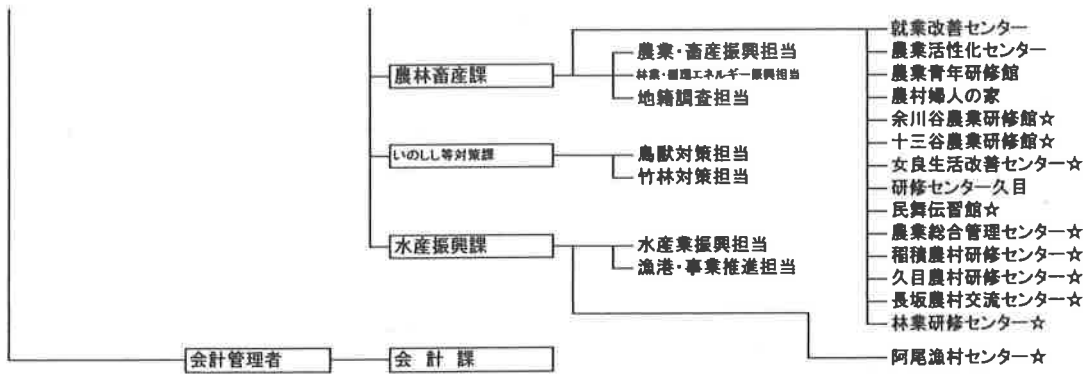 農林畜産課
農業・畜産振興担当
林業・循環エネルギー振興担当
地籍調査担当
就業改善センター
農業活性化センター
農業青年研修館
農村婦人の家
余川谷農業研修館☆
十三谷農業研修館☆
女良生活改善センター☆
研修センター久目
民舞伝習館☆
農業総合管理センター☆
稲積農村研修センター☆
久目農村研修センター☆
長坂農村交流センター☆
林業研修センター☆
いのしし等対策課
鳥獣対策担当
竹林対策担当
水産振興課
水産業振興担当
漁港・事業推進担当
阿尾漁村センター☆
会計管理者
会計課